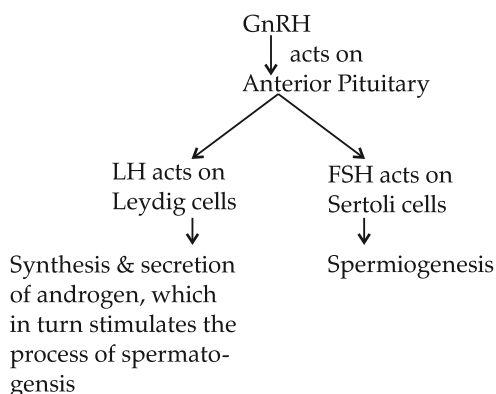 GnRH
acts on
Anterior Pituitary
LH acts on
Leydig cells
FSH acts on
Sertoli cells
Synthesis & secretion
of androgen, which
in turn stimulates the
process of spermato-
gensis
Spermiogenesis